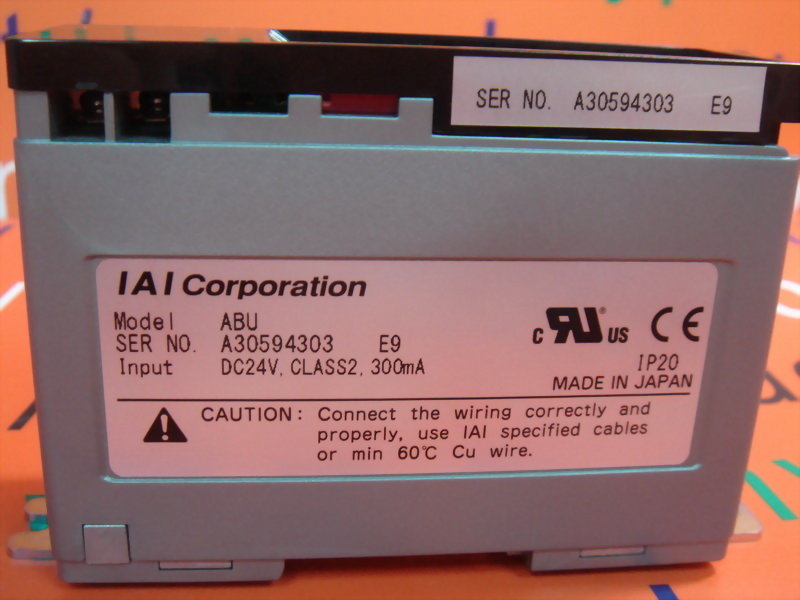 SER NO. A30594303 E9
IAI Corporation
Model ABU
SER NO. A30594303 E9
Input DC24V, CLASS2, 300mA
c RU® US CE
IP20
MADE IN JAPAN
CAUTION: Connect the wiring correctly and
properly, use IAI specified cables
or min 60℃ Cu wire.